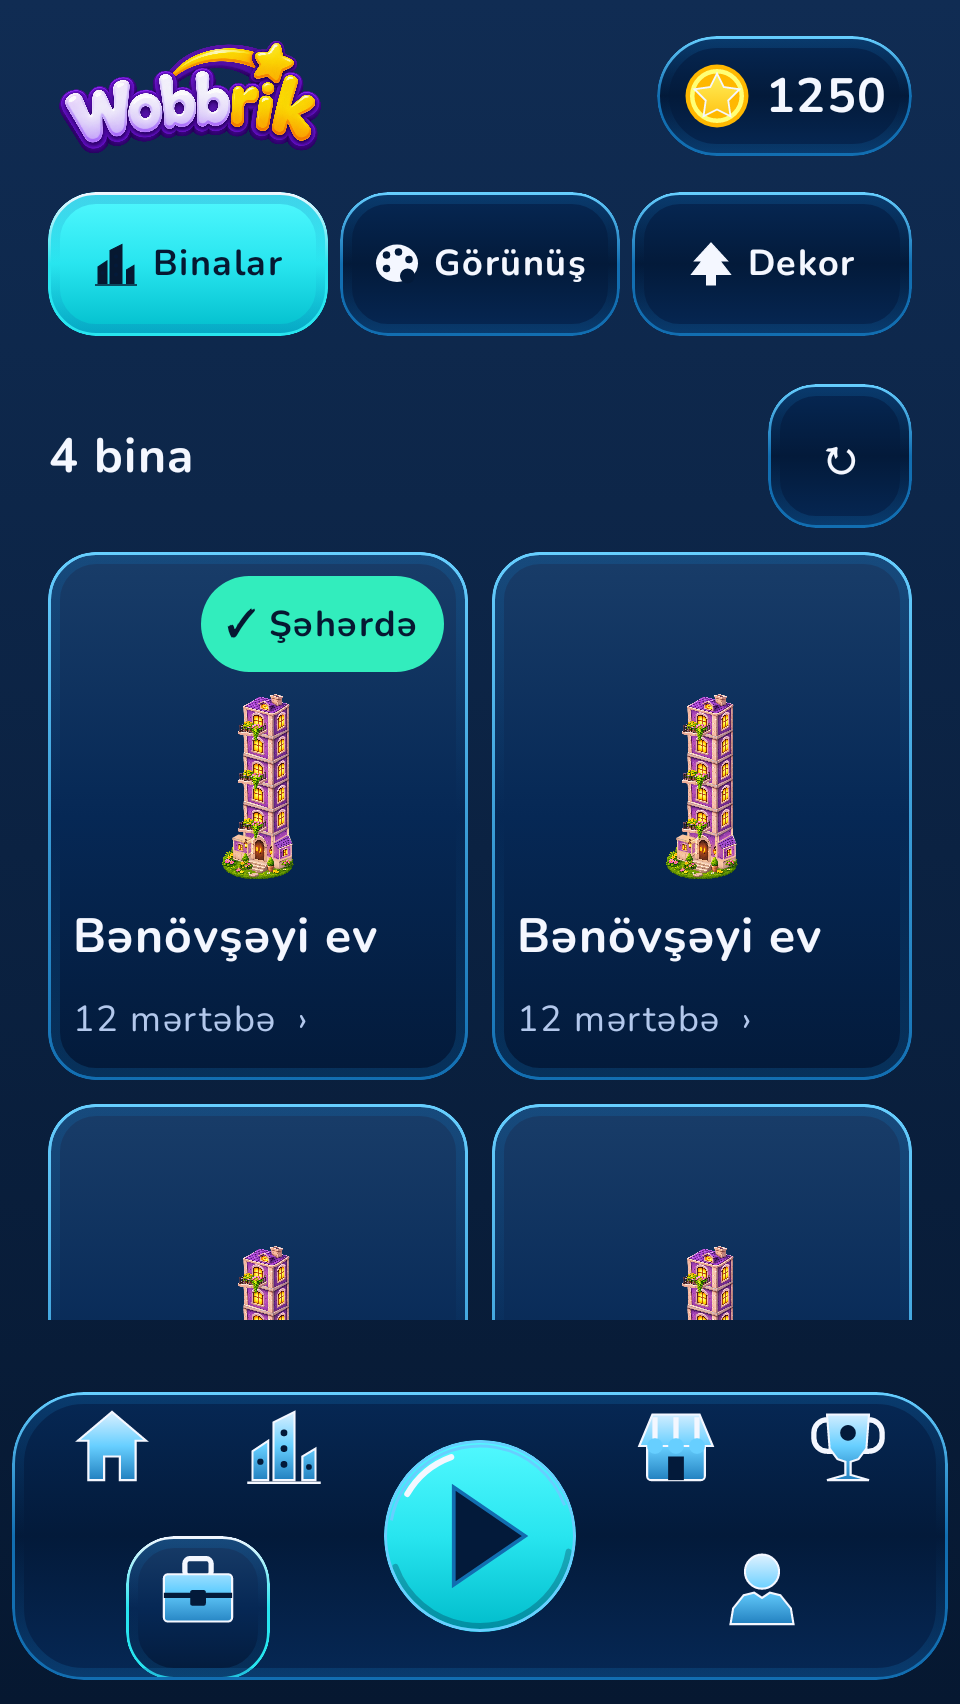 Wobbrik
1250
Binalar
Görünüş
Dekor
4 bina
✓ Şəhərdə
Bənövşəyi ev
12 mərtəbə ›
Bənövşəyi ev
12 mərtəbə ›